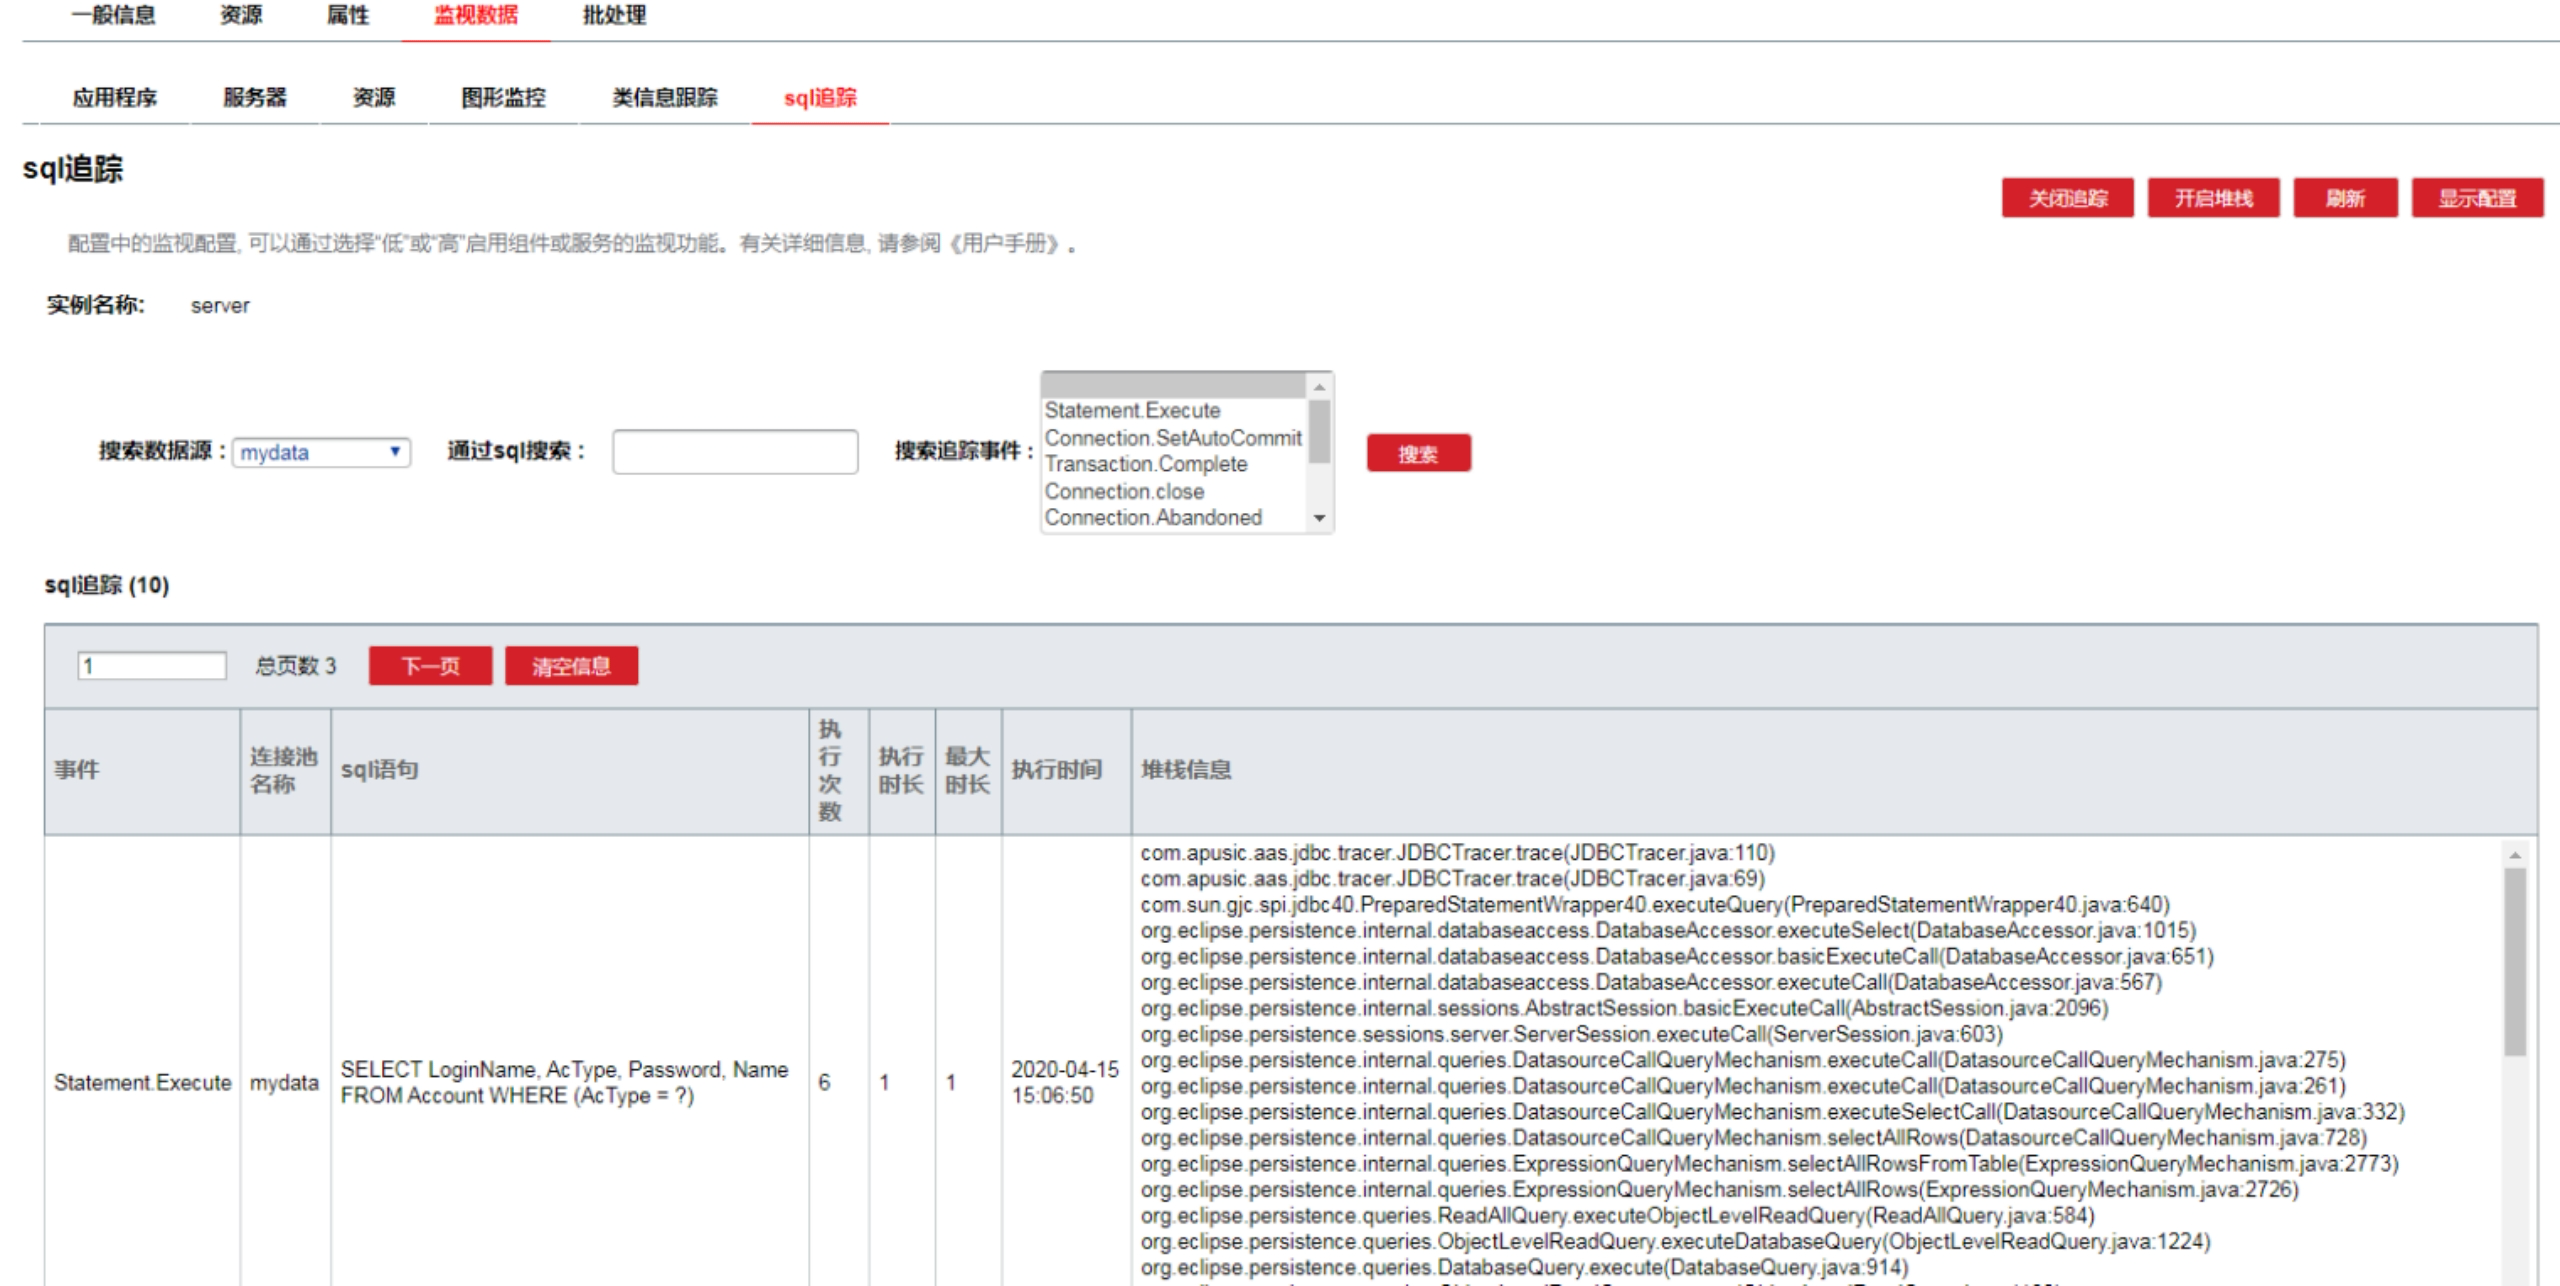 一般信息 资源 属性 监视数据 批处理
应用程序 服务器 资源 图形监控 类信息跟踪 sql追踪
sql追踪
关闭追踪 开启堆栈 刷新 显示配置
配置中的监视配置, 可以通过选择“低”或“高”启用组件或服务的监视功能。有关详细信息, 请参阅《用户手册》。
实例名称: server
搜索数据源： mydata 通过sql搜索： 搜索追踪事件： 搜索
Statement.Execute
Connection.SetAutoCommit
Transaction.Complete
Connection.close
Connection.Abandoned
sql追踪 (10)
1 总页数 3 下一页 清空信息
事件 连接池名称 sql语句 执行次数 执行时长 最大时长 执行时间 堆栈信息
Statement.Execute mydata
SELECT LoginName, AcType, Password, Name
FROM Account WHERE (AcType = ?)
6 1 1
2020-04-15
15:06:50
com.apusic.aas.jdbc.tracer.JDBCTracer.trace(JDBCTracer.java:110)
com.apusic.aas.jdbc.tracer.JDBCTracer.trace(JDBCTracer.java:69)
com.sun.gjc.spi.jdbc40.PreparedStatementWrapper40.executeQuery(PreparedStatementWrapper40.java:640)
org.eclipse.persistence.internal.databaseaccess.DatabaseAccessor.executeSelect(DatabaseAccessor.java:1015)
org.eclipse.persistence.internal.databaseaccess.DatabaseAccessor.basicExecuteCall(DatabaseAccessor.java:651)
org.eclipse.persistence.internal.databaseaccess.DatabaseAccessor.executeCall(DatabaseAccessor.java:567)
org.eclipse.persistence.internal.sessions.AbstractSession.basicExecuteCall(AbstractSession.java:2096)
org.eclipse.persistence.sessions.server.ServerSession.executeCall(ServerSession.java:603)
org.eclipse.persistence.internal.queries.DatasourceCallQueryMechanism.executeCall(DatasourceCallQueryMechanism.java:275)
org.eclipse.persistence.internal.queries.DatasourceCallQueryMechanism.executeCall(DatasourceCallQueryMechanism.java:261)
org.eclipse.persistence.internal.queries.DatasourceCallQueryMechanism.executeSelectCall(DatasourceCallQueryMechanism.java:332)
org.eclipse.persistence.internal.queries.DatasourceCallQueryMechanism.selectAllRows(DatasourceCallQueryMechanism.java:728)
org.eclipse.persistence.internal.queries.ExpressionQueryMechanism.selectAllRowsFromTable(ExpressionQueryMechanism.java:2773)
org.eclipse.persistence.internal.queries.ExpressionQueryMechanism.selectAllRows(ExpressionQueryMechanism.java:2726)
org.eclipse.persistence.queries.ReadAllQuery.executeObjectLevelReadQuery(ReadAllQuery.java:584)
org.eclipse.persistence.queries.ObjectLevelReadQuery.executeDatabaseQuery(ObjectLevelReadQuery.java:1224)
org.eclipse.persistence.queries.DatabaseQuery.execute(DatabaseQuery.java:914)